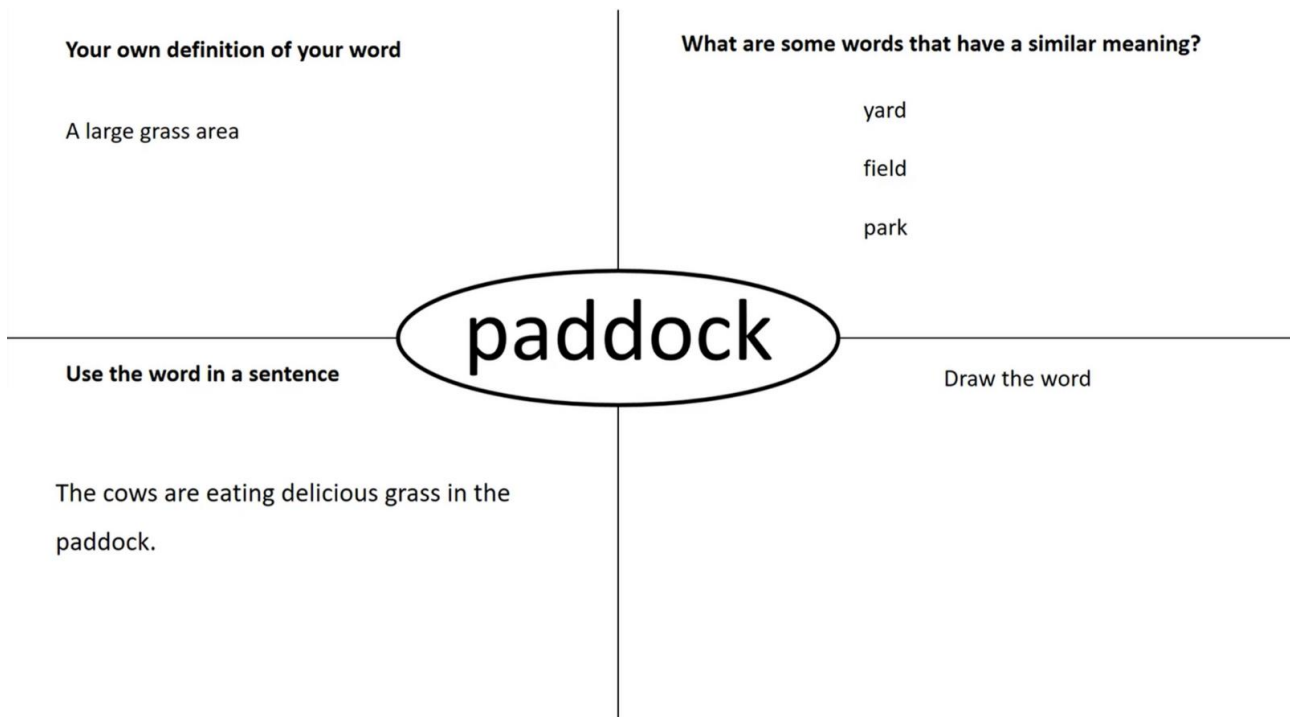 Your own definition of your word
A large grass area
What are some words that have a similar meaning?
yard
field
park
paddock
Use the word in a sentence
The cows are eating delicious grass in the
paddock.
Draw the word